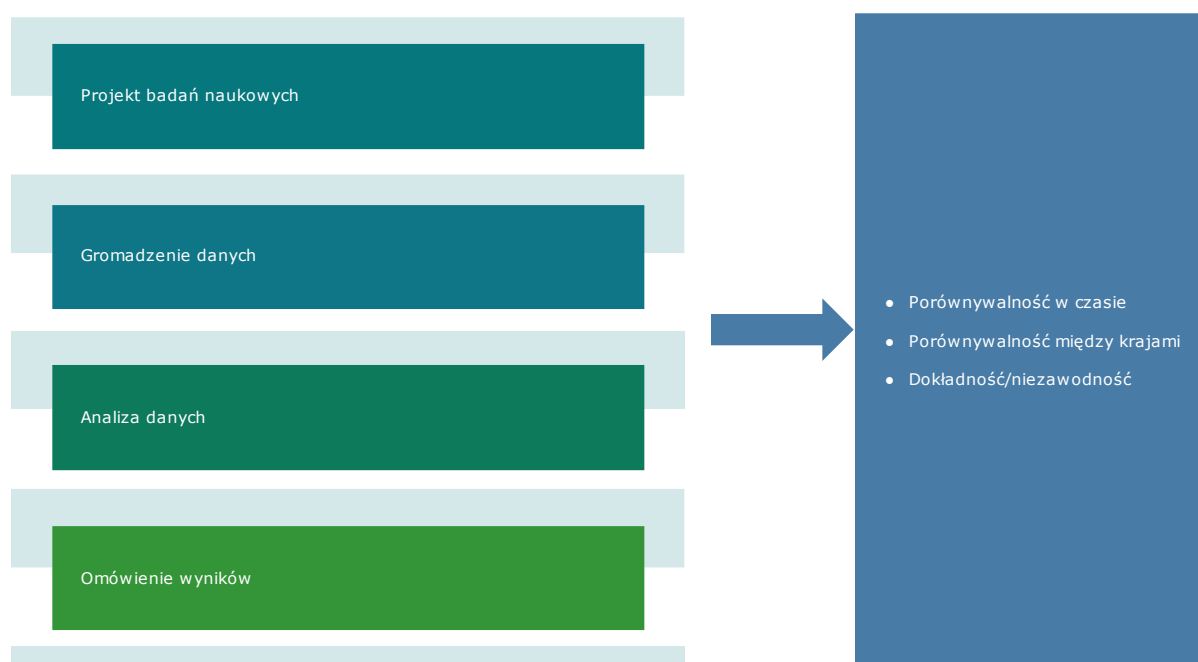 Projekt badań naukowych
Gromadzenie danych
Analiza danych
Omówienie wyników
● Porównywalność w czasie
● Porównywalność między krajami
● Dokładność/niezawodność